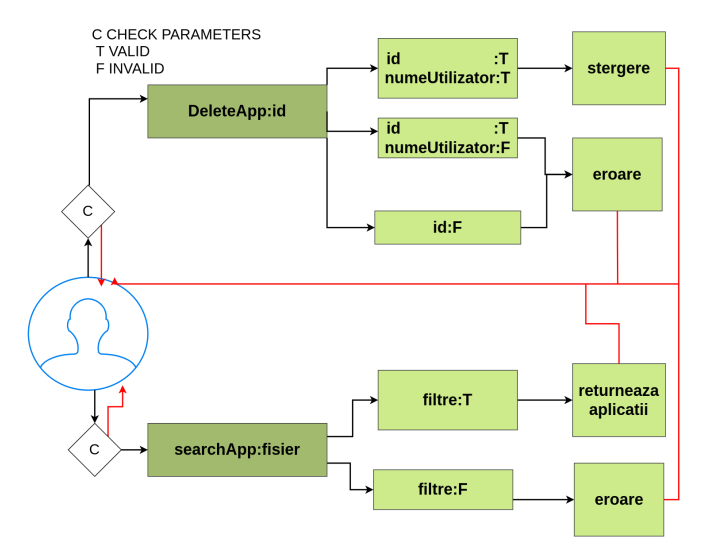 C CHECK PARAMETERS
T VALID
F INVALID
id :T
numeUtilizator:T
stergere
DeleteApp:id
id :T
numeUtilizator:F
eroare
C
id:F
filtre:T
returneaza
aplicatii
C
searchApp:fisier
filtre:F
eroare